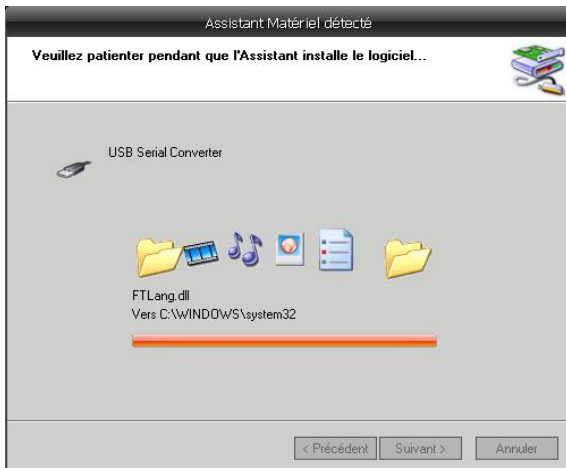 Assistant Matériel détecté
Veuillez patienter pendant que l'Assistant installe le logiciel...
USB Serial Converter
FTLang.dll
Vers C:\WINDOWS\system32
< Précédent
Suivant >
Annuler